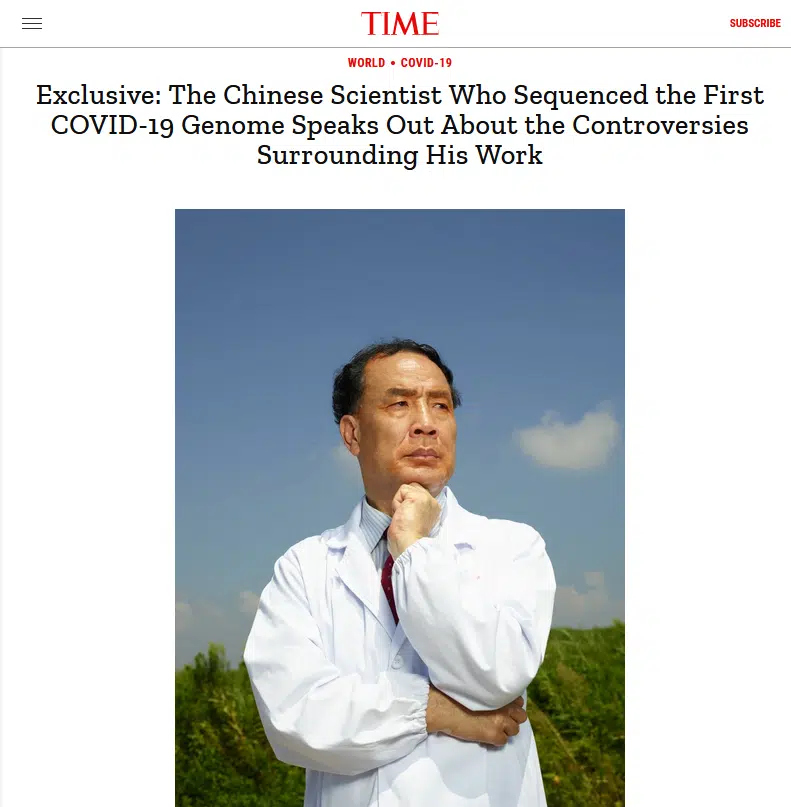 TIME
SUBSCRIBE
WORLD • COVID-19
Exclusive: The Chinese Scientist Who Sequenced the First
COVID-19 Genome Speaks Out About the Controversies
Surrounding His Work